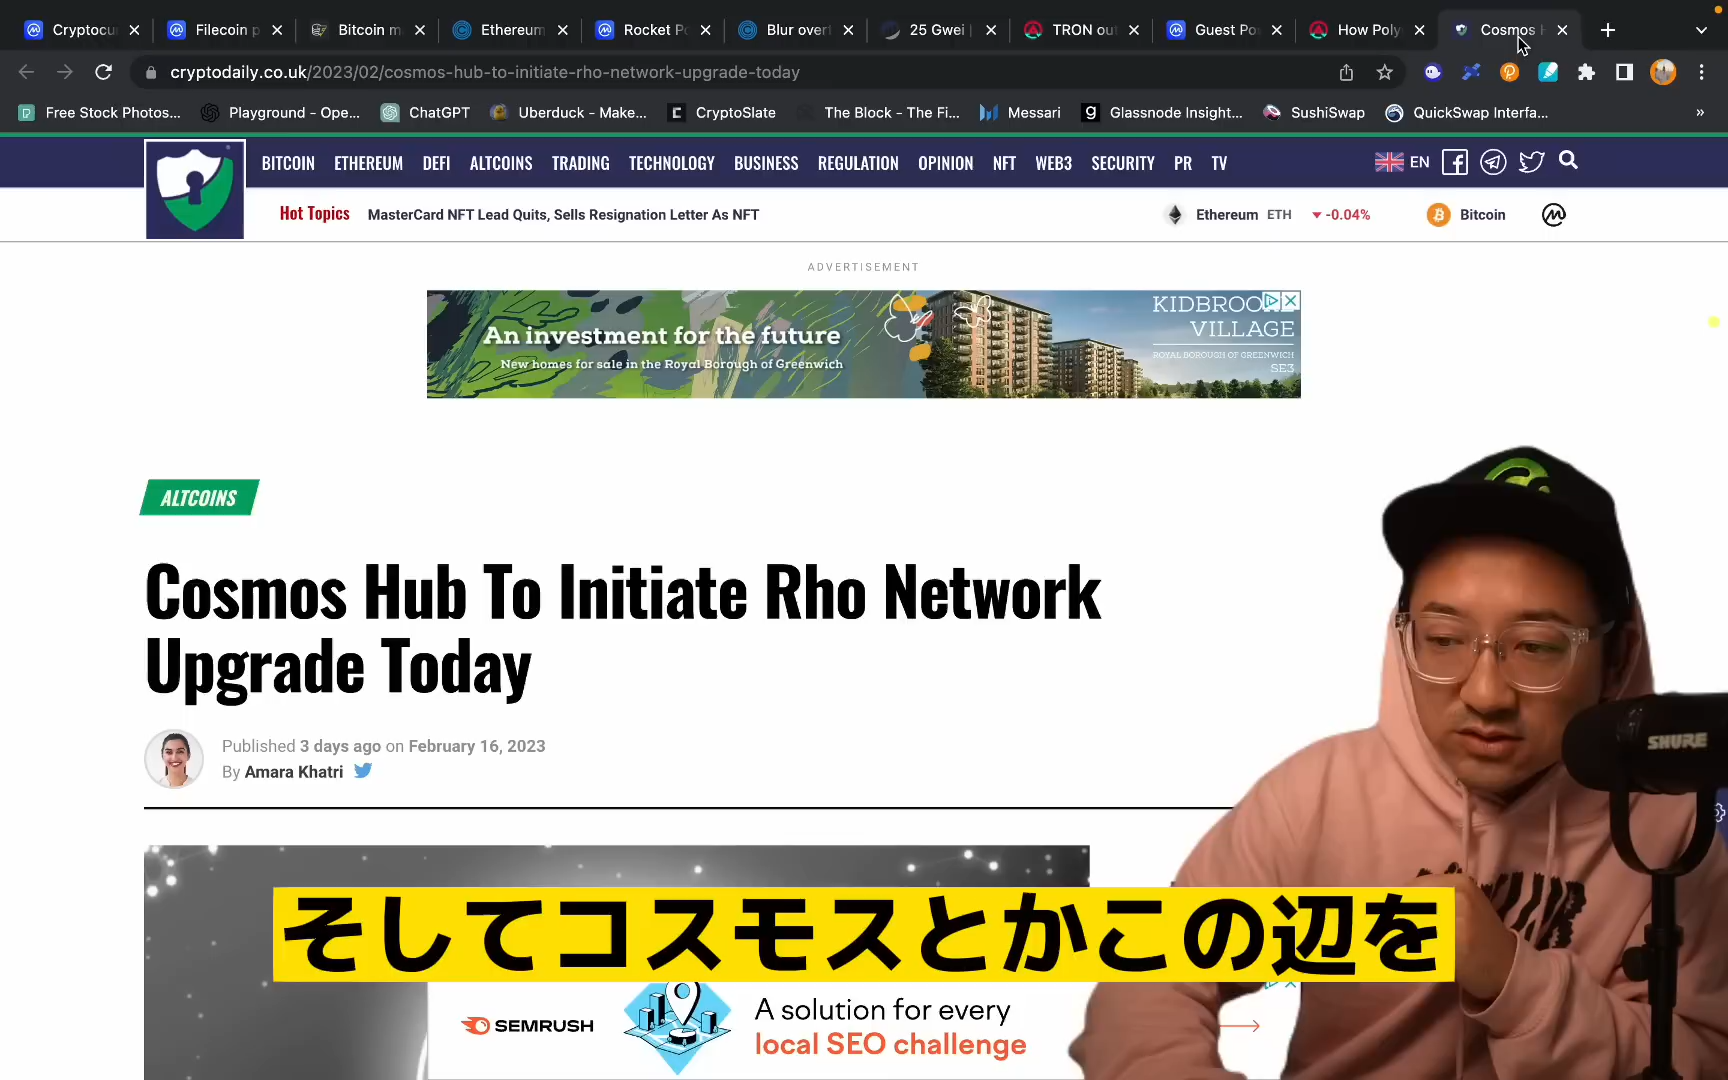 Cryptocu
Filecoin p
Bitcoin m
Ethereum
Rocket Po
Blur over
25 Gwei |
TRON out
Guest Pos
How Poly
Cosmos H
cryptodaily.co.uk/2023/02/cosmos-hub-to-initiate-rho-network-upgrade-today
Free Stock Photos...
Playground - Ope...
ChatGPT
Uberduck - Make...
CryptoSlate
The Block - The Fi...
Messari
Glassnode Insight...
SushiSwap
QuickSwap Interfa...
»
BITCOIN
ETHEREUM
DEFI
ALTCOINS
TRADING
TECHNOLOGY
BUSINESS
REGULATION
OPINION
NFT
WEB3
SECURITY
PR
TV
EN
Hot Topics
MasterCard NFT Lead Quits, Sells Resignation Letter As NFT
Ethereum ETH -0.04%
Bitcoin
ADVERTISEMENT
An investment for the future
New homes for sale in the Royal Borough of Greenwich
VILLAGE
ROYAL BOROUGH OF GREENWICH
SE3
ALTCOINS
Cosmos Hub To Initiate Rho Network
Upgrade Today
Published 3 days ago on February 16, 2023
By Amara Khatri
SHURE
そしてコスモスとかこの辺を
SEMRUSH
A solution for every
local SEO challenge